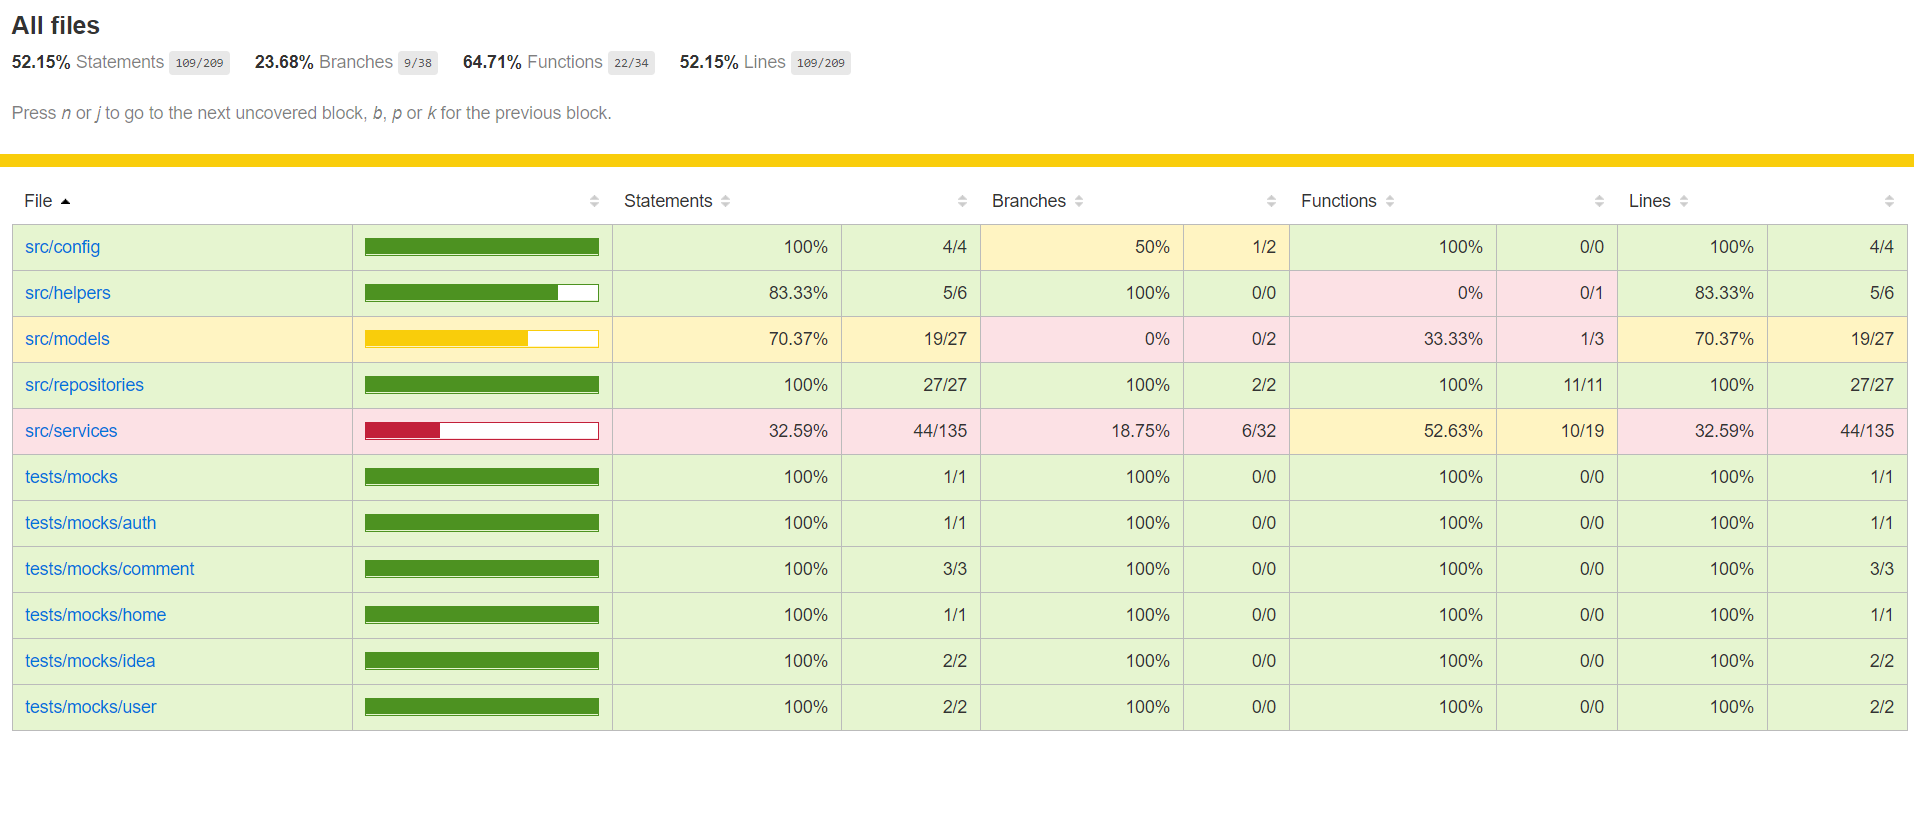 All files
52.15% Statements 109/209 23.68% Branches 9/38 64.71% Functions 22/34 52.15% Lines 109/209
Press n or j to go to the next uncovered block, b, p or k for the previous block.
File Statements Branches Functions Lines
src/config 100% 4/4 50% 1/2 100% 0/0 100% 4/4
src/helpers 83.33% 5/6 100% 0/0 0% 0/1 83.33% 5/6
src/models 70.37% 19/27 0% 0/2 33.33% 1/3 70.37% 19/27
src/repositories 100% 27/27 100% 2/2 100% 11/11 100% 27/27
src/services 32.59% 44/135 18.75% 6/32 52.63% 10/19 32.59% 44/135
tests/mocks 100% 1/1 100% 0/0 100% 0/0 100% 1/1
tests/mocks/auth 100% 1/1 100% 0/0 100% 0/0 100% 1/1
tests/mocks/comment 100% 3/3 100% 0/0 100% 0/0 100% 3/3
tests/mocks/home 100% 1/1 100% 0/0 100% 0/0 100% 1/1
tests/mocks/idea 100% 2/2 100% 0/0 100% 0/0 100% 2/2
tests/mocks/user 100% 2/2 100% 0/0 100% 0/0 100% 2/2